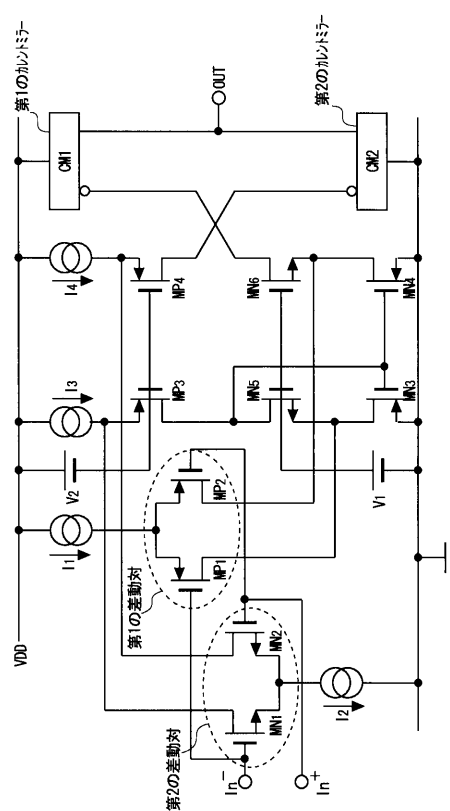 第1のカレントミラー
CM1
OUT
第2のカレントミラー
CM2
I4
MP4
MN6
MN4
I3
MP3
MN5
MN3
V2
V1
I1
MP2
MP1
第1の差動対
VDD
MN2
MN1
I2
第2の差動対
In −
In +